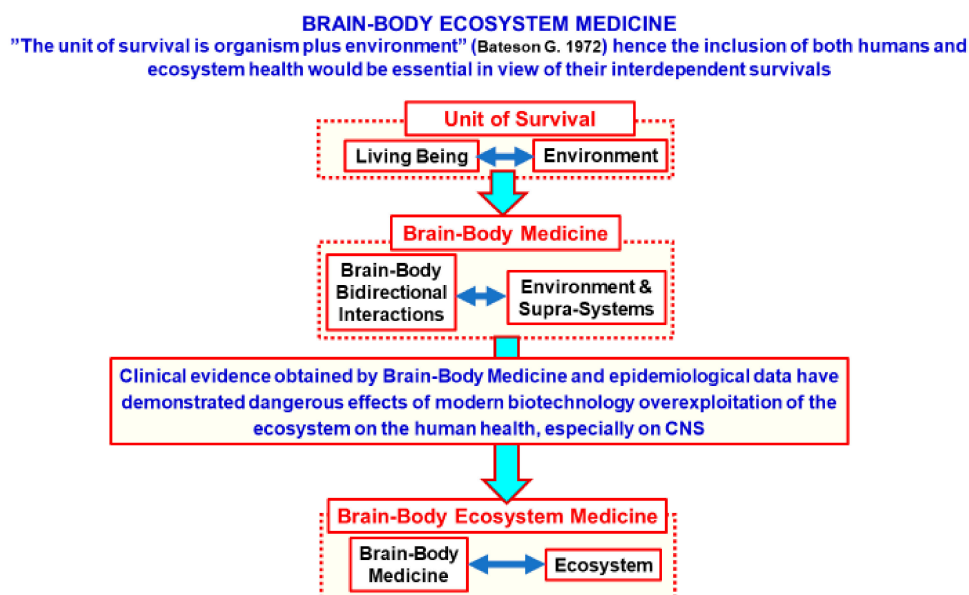 BRAIN-BODY ECOSYSTEM MEDICINE
”The unit of survival is organism plus environment” (Bateson G. 1972) hence the inclusion of both humans and
ecosystem health would be essential in view of their interdependent survivals
Unit of Survival
Living Being
Environment
Brain-Body Medicine
Brain-Body
Bidirectional
Interactions
Environment &
Supra-Systems
Clinical evidence obtained by Brain-Body Medicine and epidemiological data have
demonstrated dangerous effects of modern biotechnology overexploitation of the
ecosystem on the human health, especially on CNS
Brain-Body Ecosystem Medicine
Brain-Body
Medicine
Ecosystem